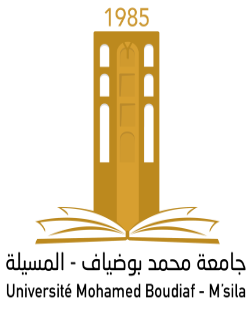 1985
جامعة محمد بوضياف - المسيلة
Université Mohamed Boudiaf - M'sila